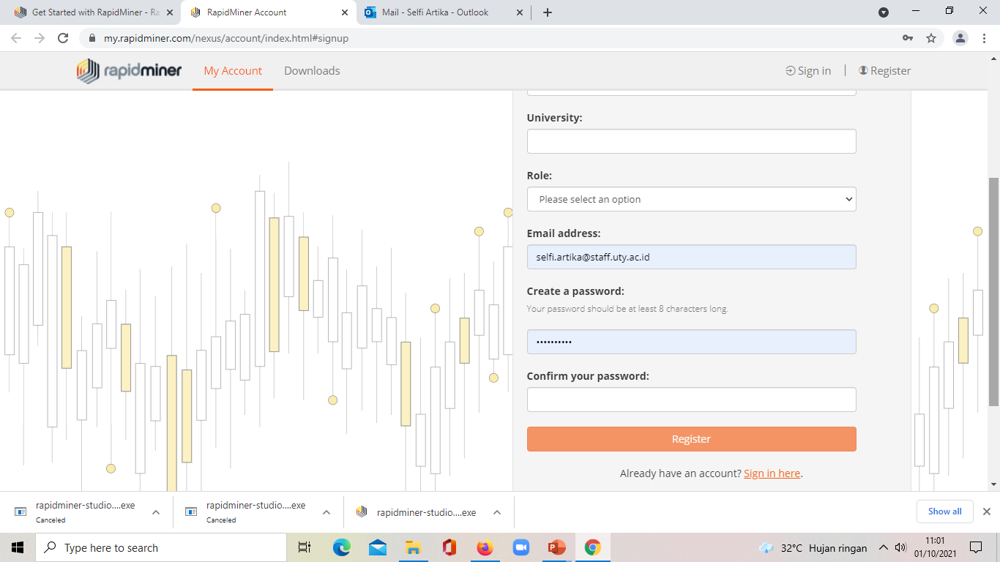 Get Started with RapidMiner - Ra
RapidMiner Account
Mail - Selfi Artika - Outlook
my.rapidminer.com/nexus/account/index.html#signup
rapidminer
My Account
Downloads
Sign in
Register
University:
Role:
Please select an option
Email address:
selfi.artika@staff.uty.ac.id
Create a password:
Your password should be at least 8 characters long.
••••••••••
Confirm your password:
Register
Already have an account? Sign in here.
rapidminer-studio....exe
Canceled
rapidminer-studio....exe
Canceled
rapidminer-studio....exe
Show all
Type here to search
32°C Hujan ringan
11:01
01/10/2021